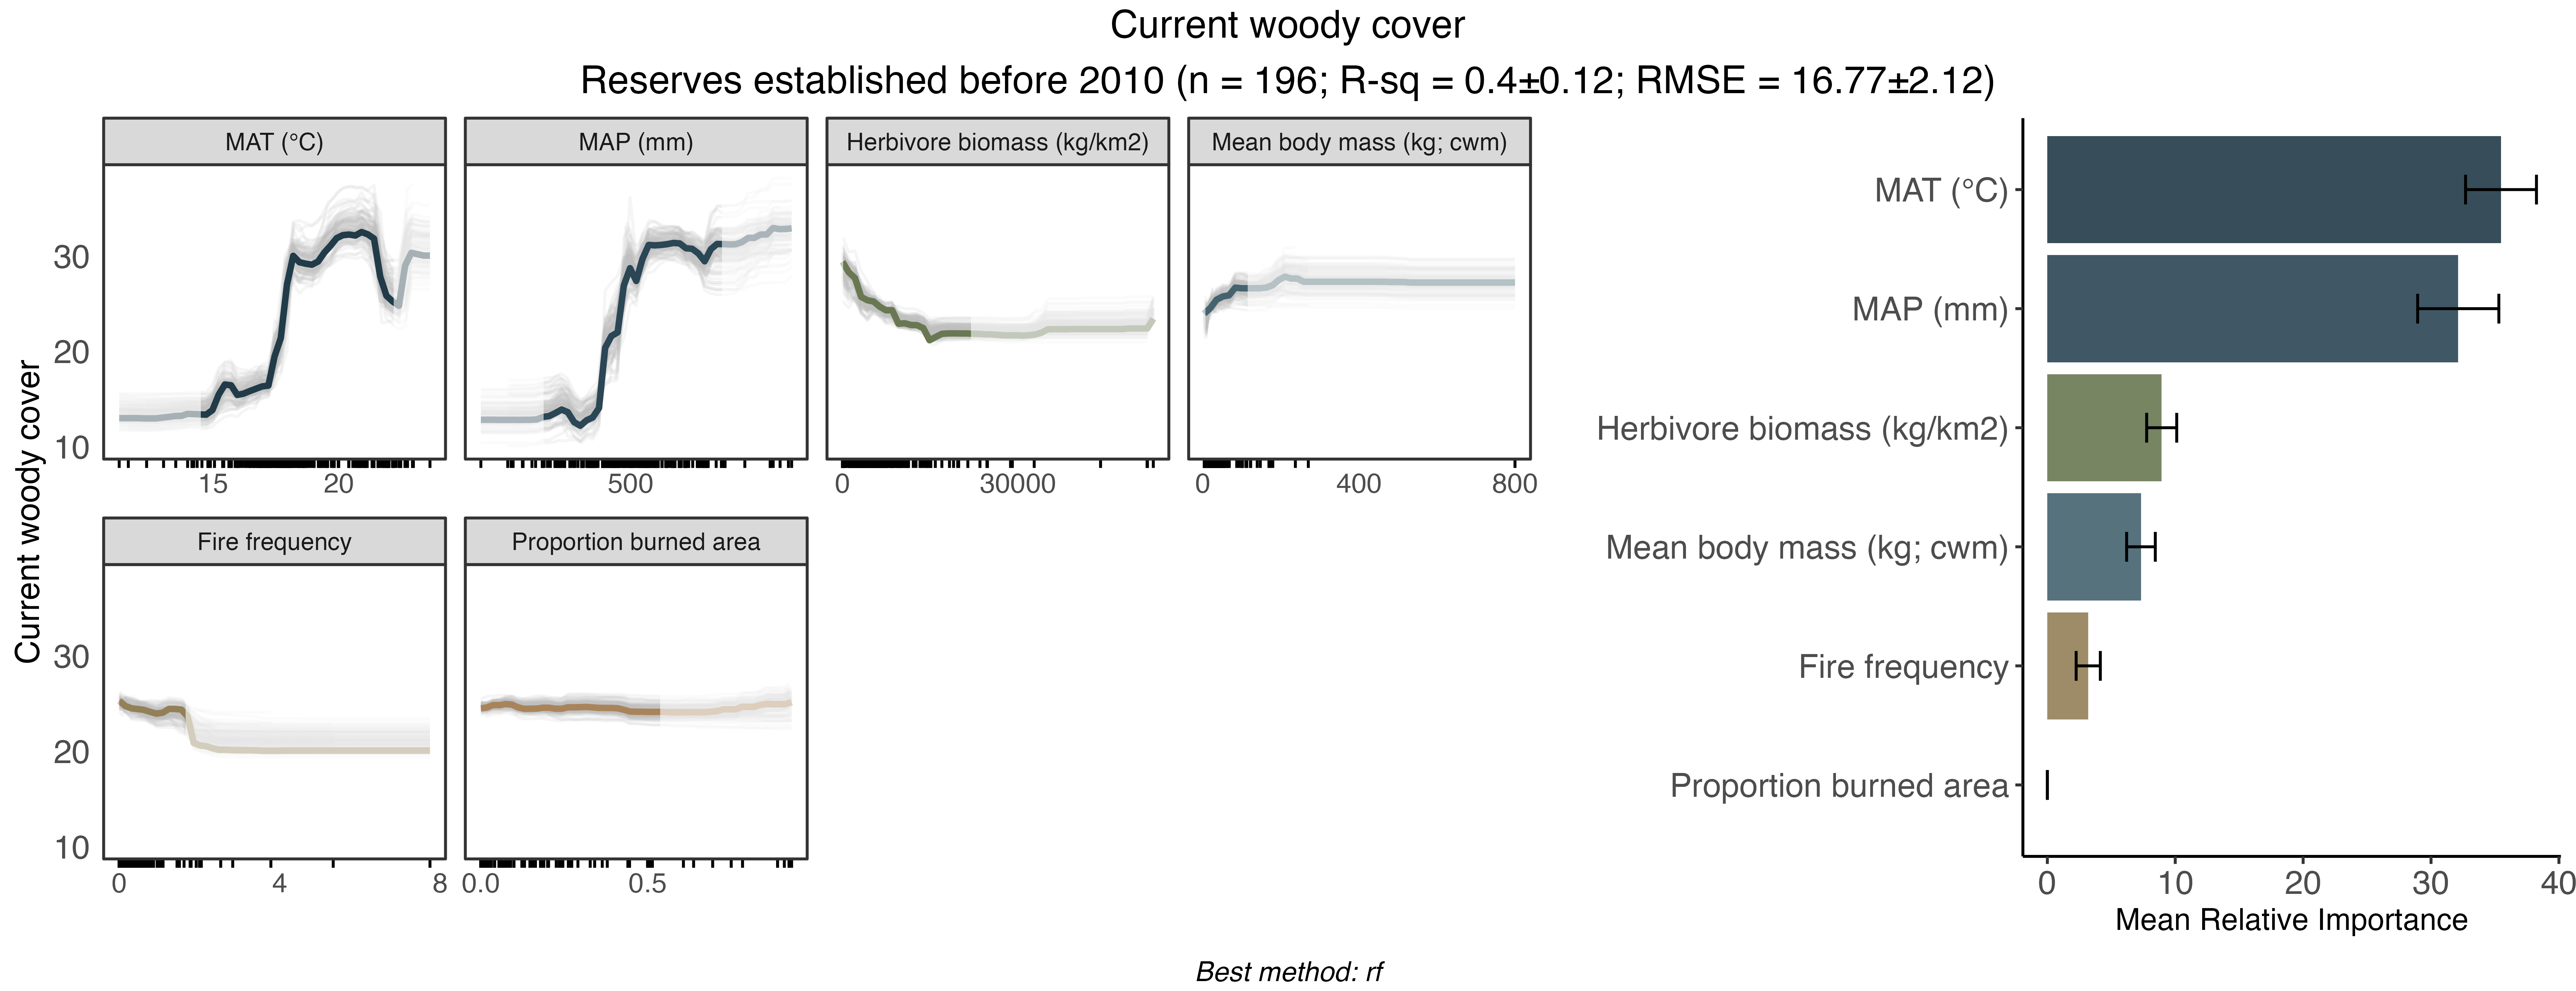 Current woody cover
Reserves established before 2010 (n = 196; R-sq = 0.4±0.12; RMSE = 16.77±2.12)
Current woody cover
MAT (°C)
MAP (mm)
Herbivore biomass (kg/km2)
Mean body mass (kg; cwm)
30
20
10
15 20
500
0 30000
0 400 800
Fire frequency
Proportion burned area
30
20
10
0 4 8
0.0 0.5
MAT (°C)
MAP (mm)
Herbivore biomass (kg/km2)
Mean body mass (kg; cwm)
Fire frequency
Proportion burned area
0 10 20 30 40
Mean Relative Importance
Best method: rf